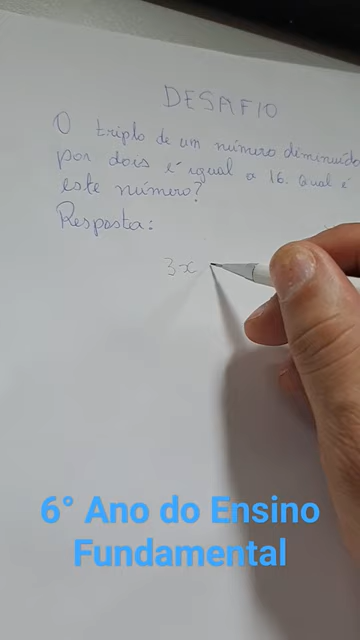 DESAFIO
O triplo de um número diminuído
por dois é igual a 16. Qual é
este número?
Resposta:
3x
6° Ano do Ensino
Fundamental